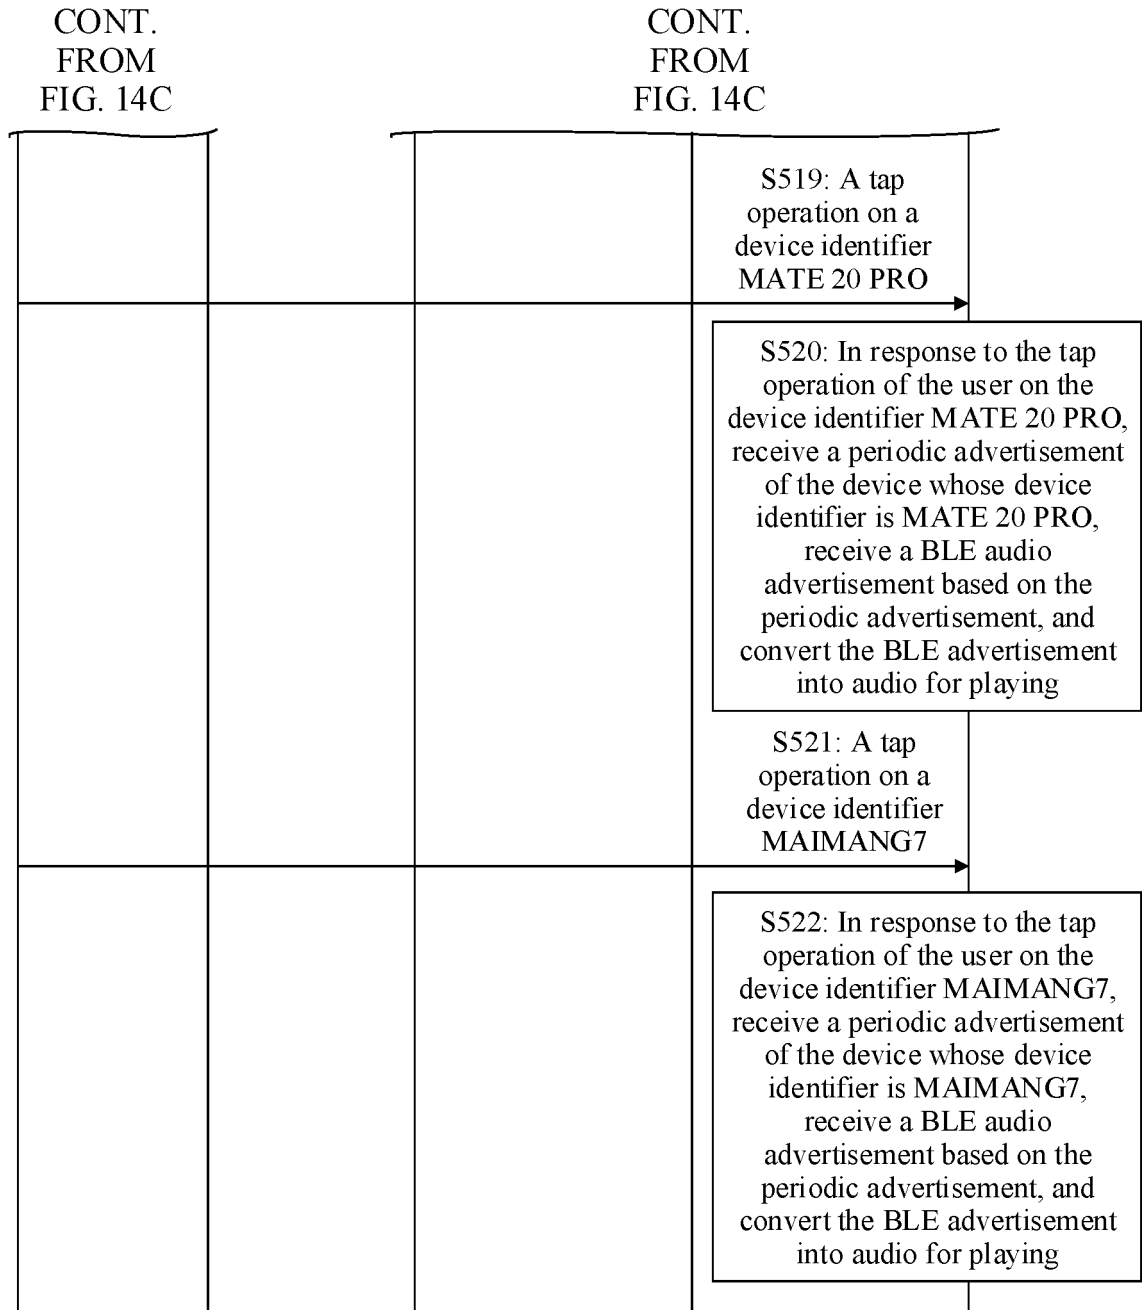 CONT.
FROM
FIG. 14C
CONT.
FROM
FIG. 14C
S519: A tap
operation on a
device identifier
MATE 20 PRO
S520: In response to the tap
operation of the user on the
device identifier MATE 20 PRO,
receive a periodic advertisement
of the device whose device
identifier is MATE 20 PRO,
receive a BLE audio
advertisement based on the
periodic advertisement, and
convert the BLE advertisement
into audio for playing
S521: A tap
operation on a
device identifier
MAIMANG7
S522: In response to the tap
operation of the user on the
device identifier MAIMANG7,
receive a periodic advertisement
of the device whose device
identifier is MAIMANG7,
receive a BLE audio
advertisement based on the
periodic advertisement, and
convert the BLE advertisement
into audio for playing